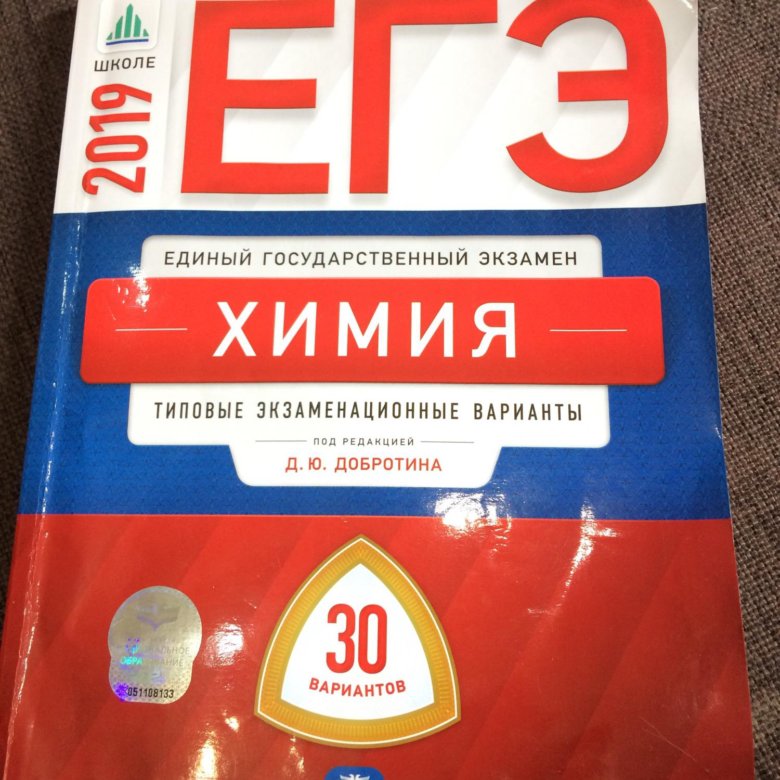 ШКОЛЕ
2019
ЕГЭ
ЕДИНЫЙ ГОСУДАРСТВЕННЫЙ ЭКЗАМЕН
ХИМИЯ
ТИПОВЫЕ ЭКЗАМЕНАЦИОННЫЕ ВАРИАНТЫ
ПОД РЕДАКЦИЕЙ
Д. Ю. ДОБРОТИНА
30
ВАРИАНТОВ
051108133